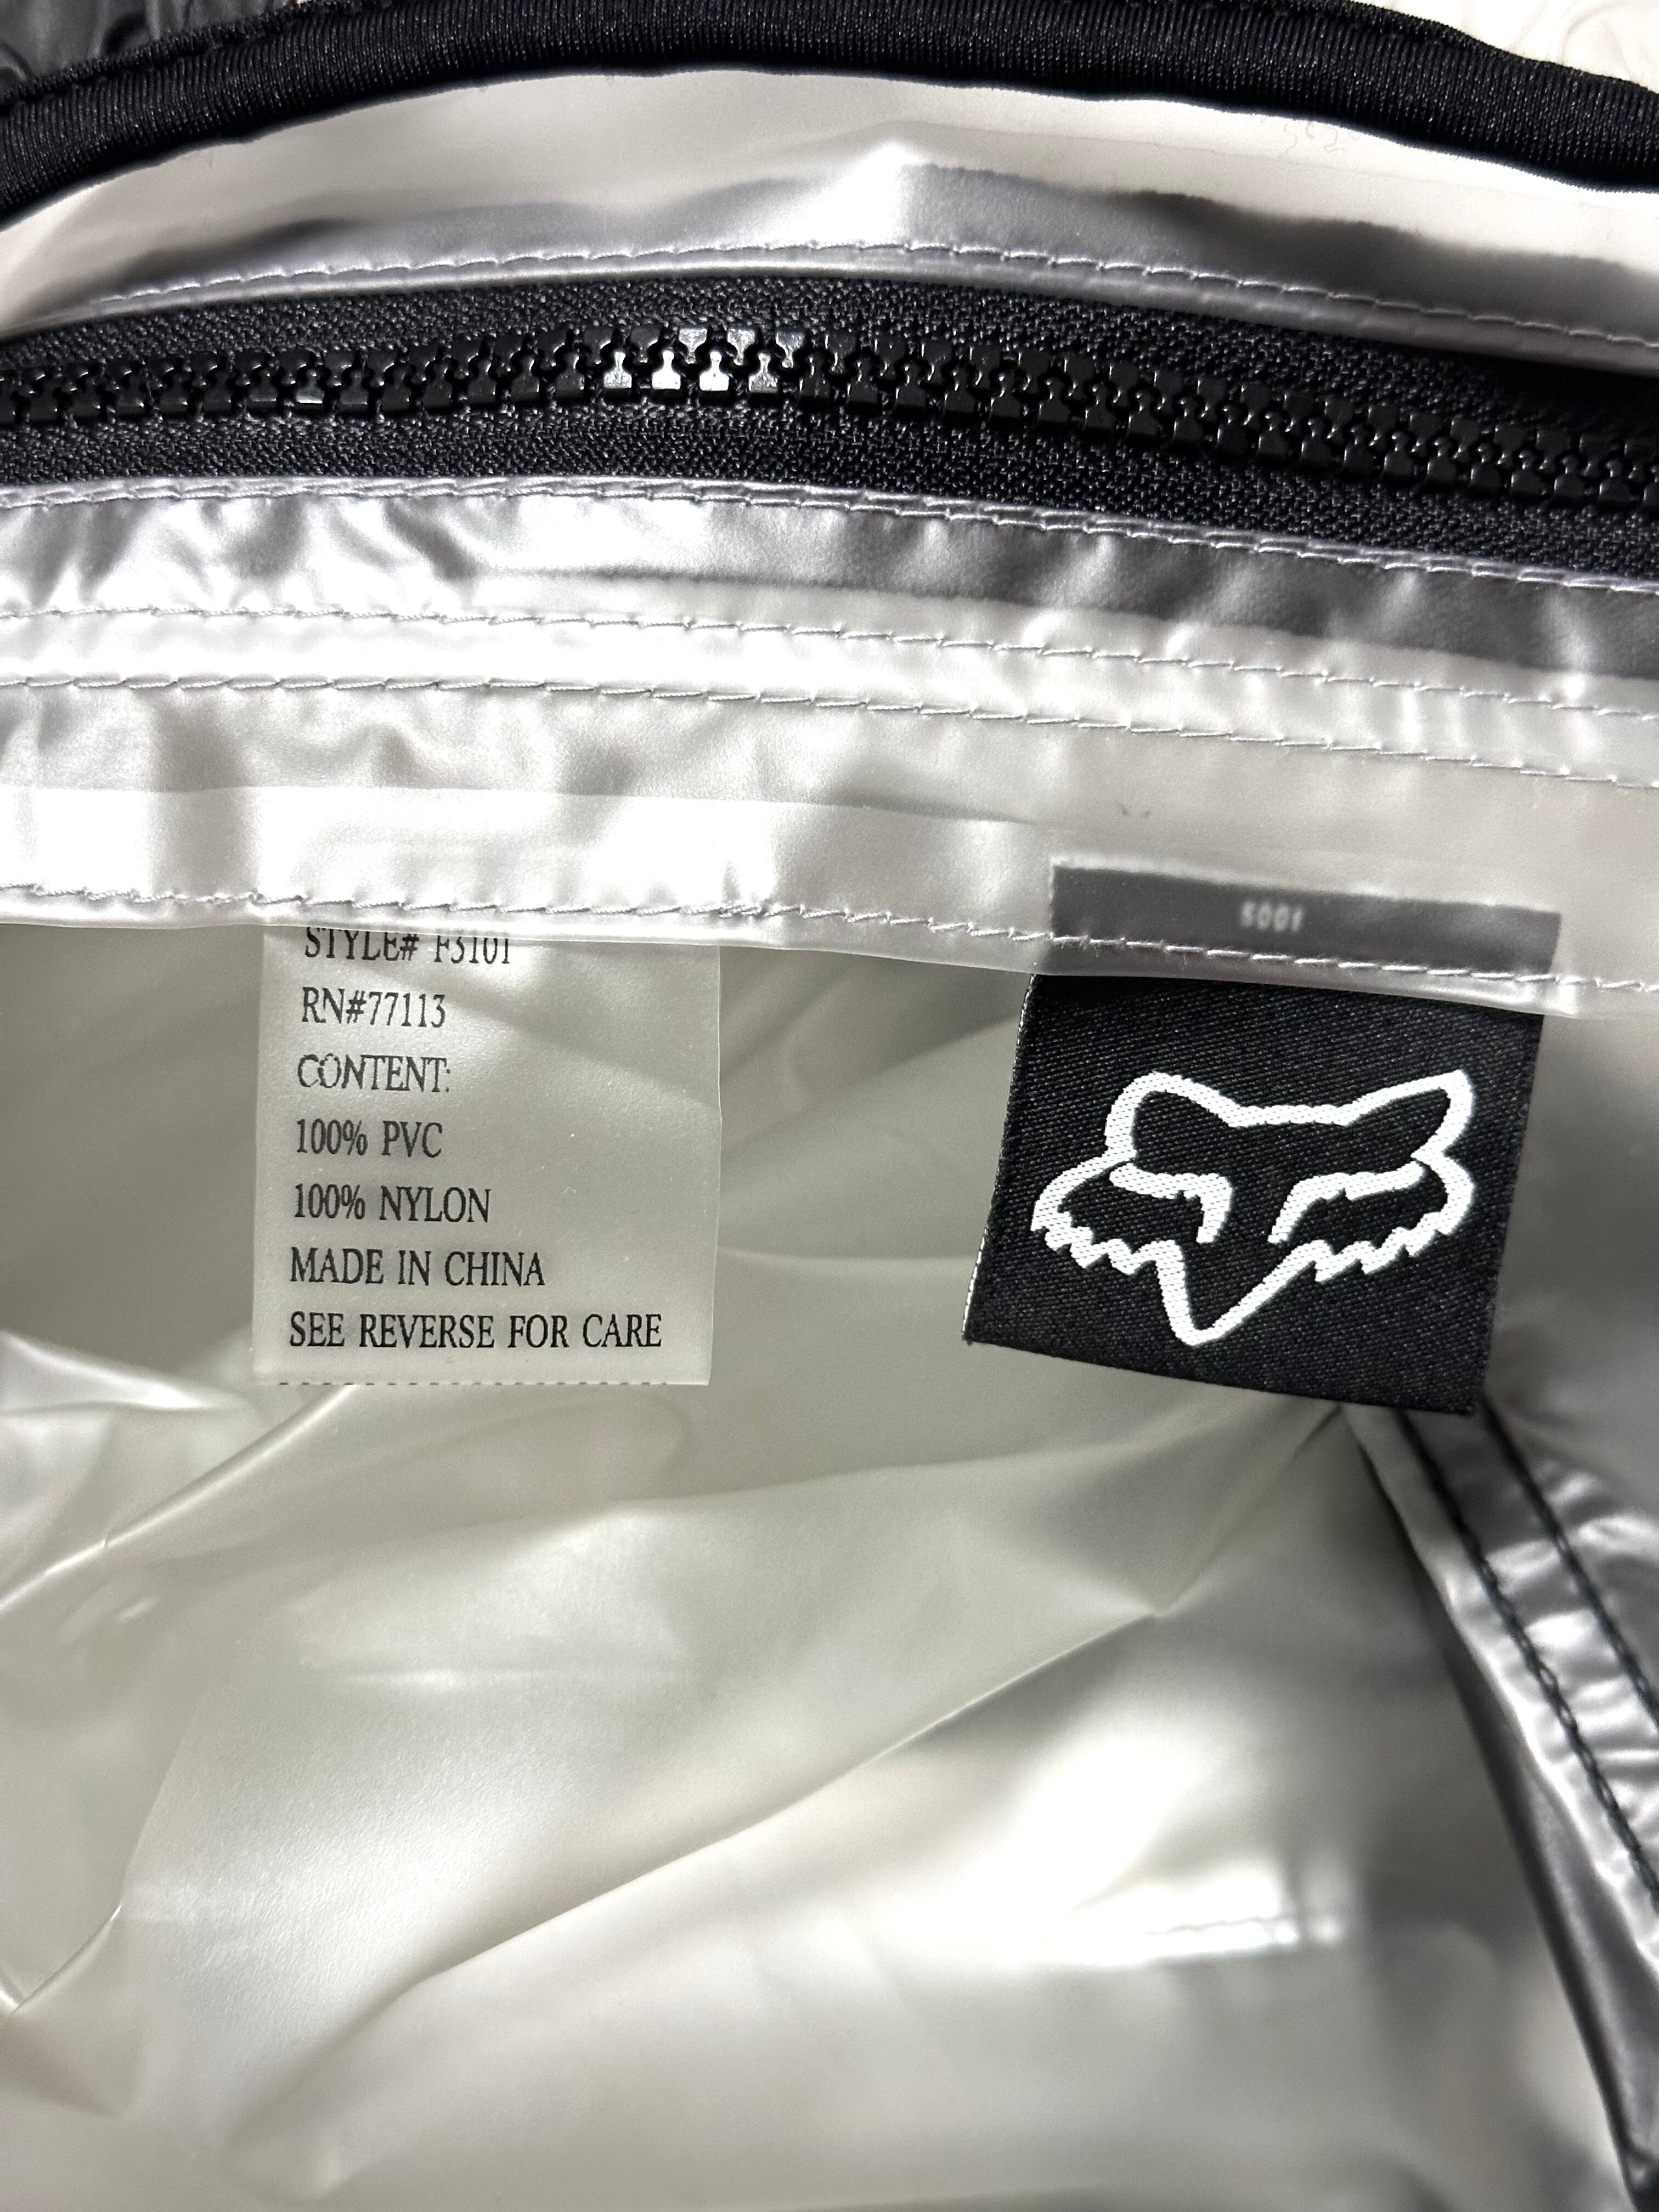 STYLE# F3101
RN#77113
CONTENT:
100% PVC
100% NYLON
MADE IN CHINA
SEE REVERSE FOR CARE